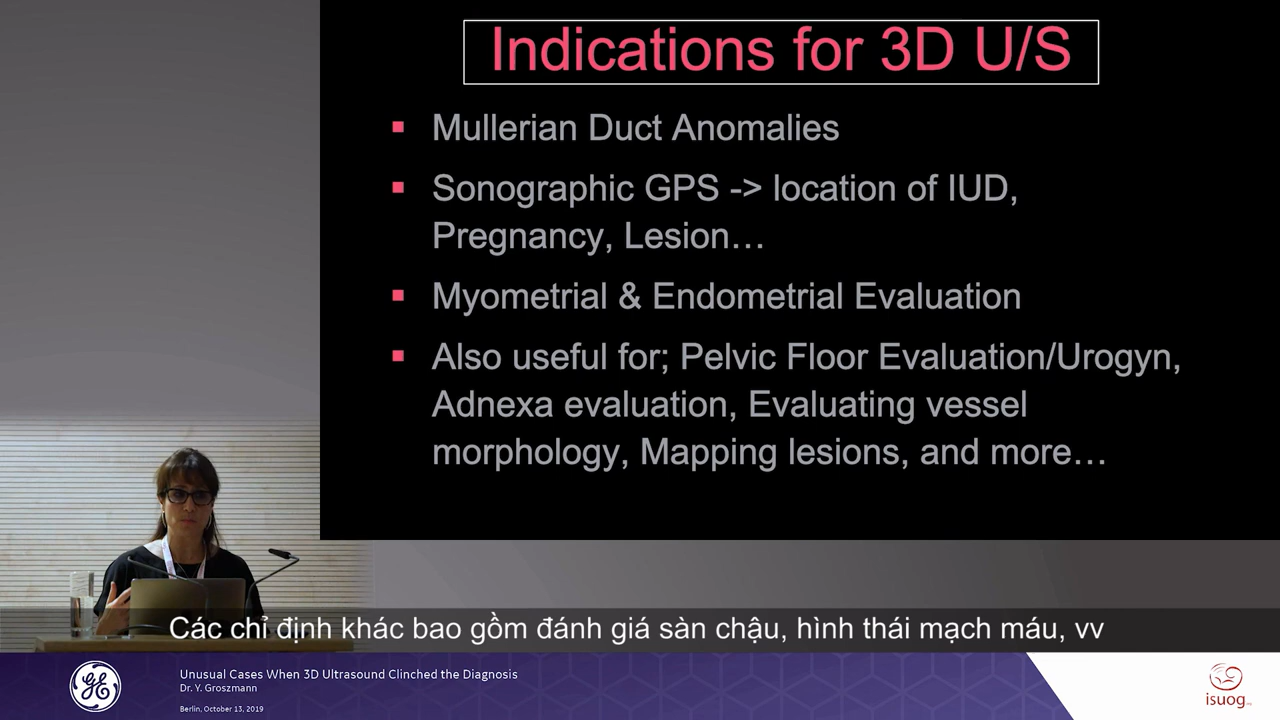 Indications for 3D U/S
▪ Mullerian Duct Anomalies
▪ Sonographic GPS -> location of IUD,
Pregnancy, Lesion…
▪ Myometrial & Endometrial Evaluation
▪ Also useful for; Pelvic Floor Evaluation/Urogyn,
Adnexa evaluation, Evaluating vessel
morphology, Mapping lesions, and more…
Các chỉ định khác bao gồm đánh giá sàn chậu, hình thái mạch máu, vv
Unusual Cases When 3D Ultrasound Clinched the Diagnosis
Dr. Y. Groszmann
Berlin, October 13, 2019
GE
isuog